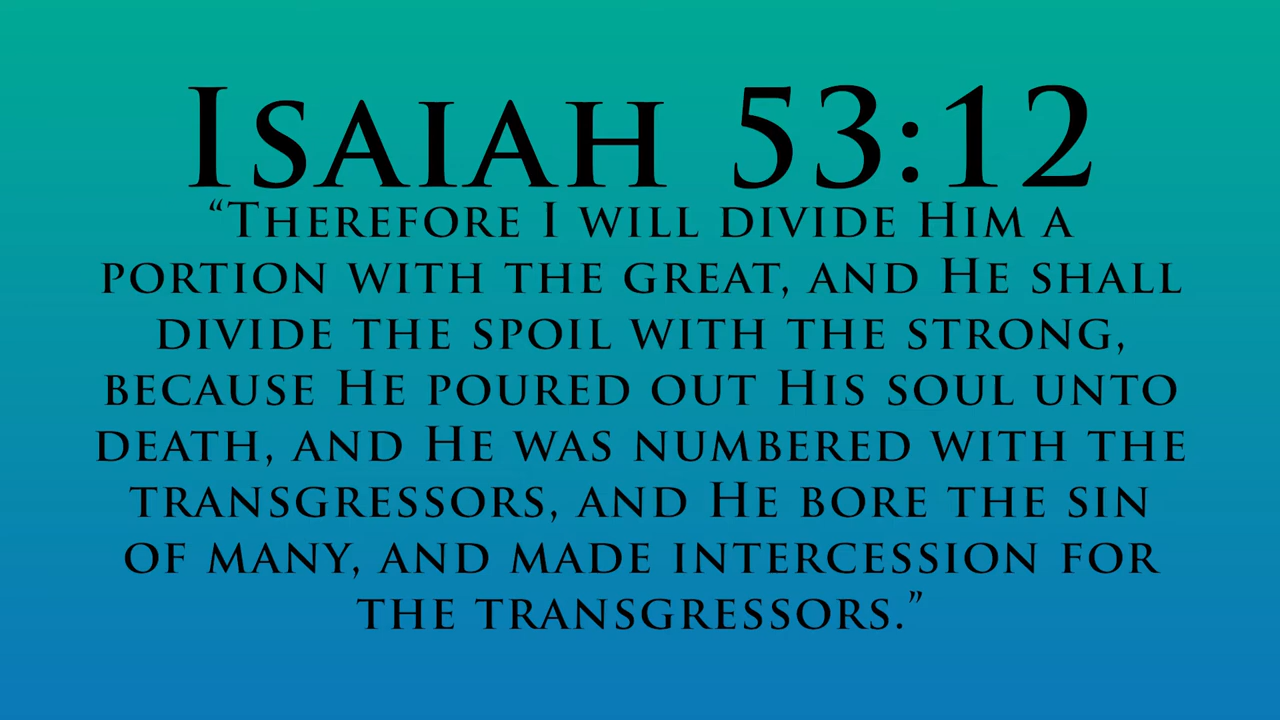 Isaiah 53:12
“Therefore I will divide Him a
portion with the great, and He shall
divide the spoil with the strong,
because He poured out His soul unto
death, and He was numbered with the
transgressors, and He bore the sin
of many, and made intercession for
the transgressors.”